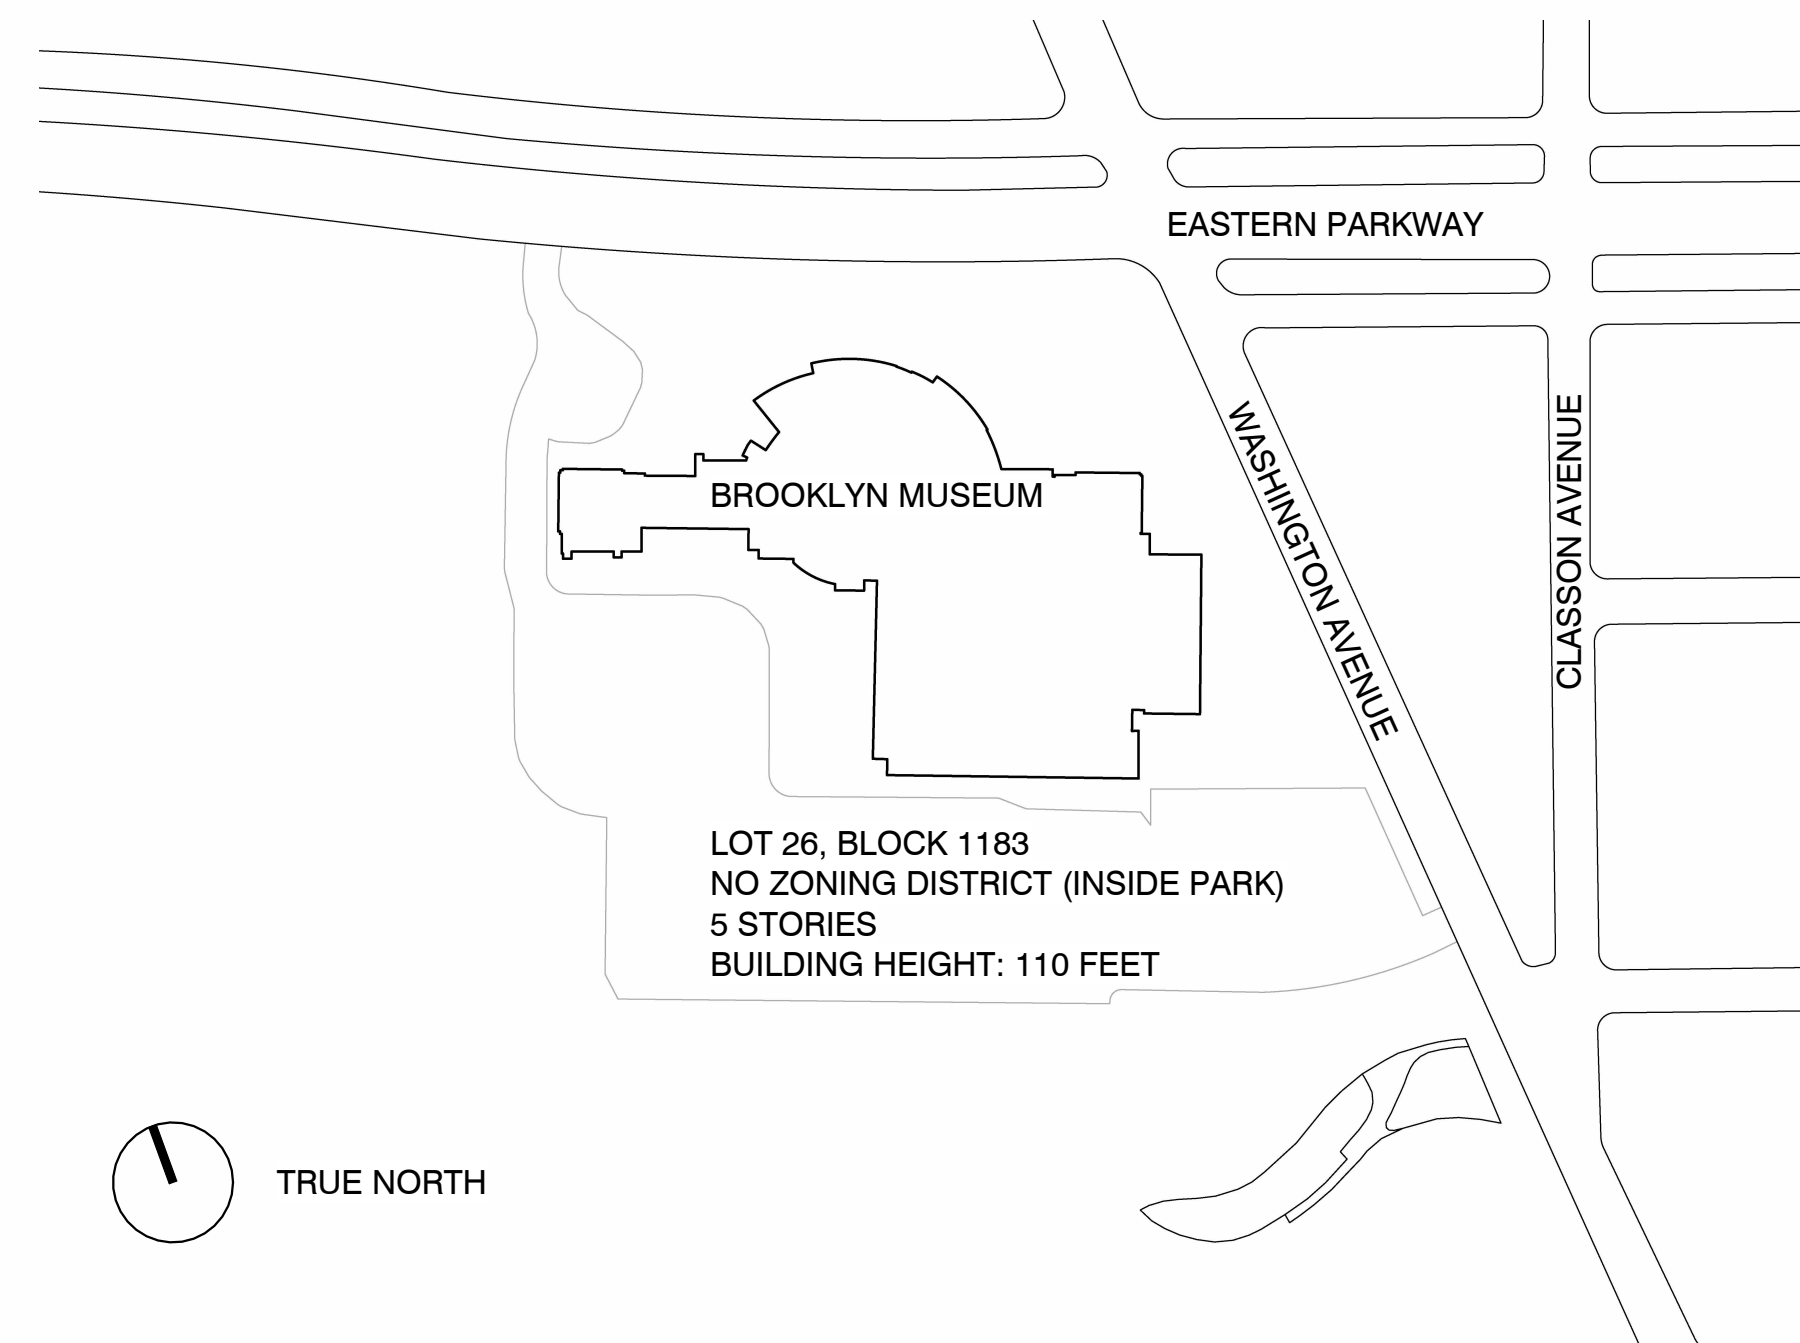 EASTERN PARKWAY
WASHINGTON AVENUE
CLASSON AVENUE
BROOKLYN MUSEUM
LOT 26, BLOCK 1183
NO ZONING DISTRICT (INSIDE PARK)
5 STORIES
BUILDING HEIGHT: 110 FEET
TRUE NORTH